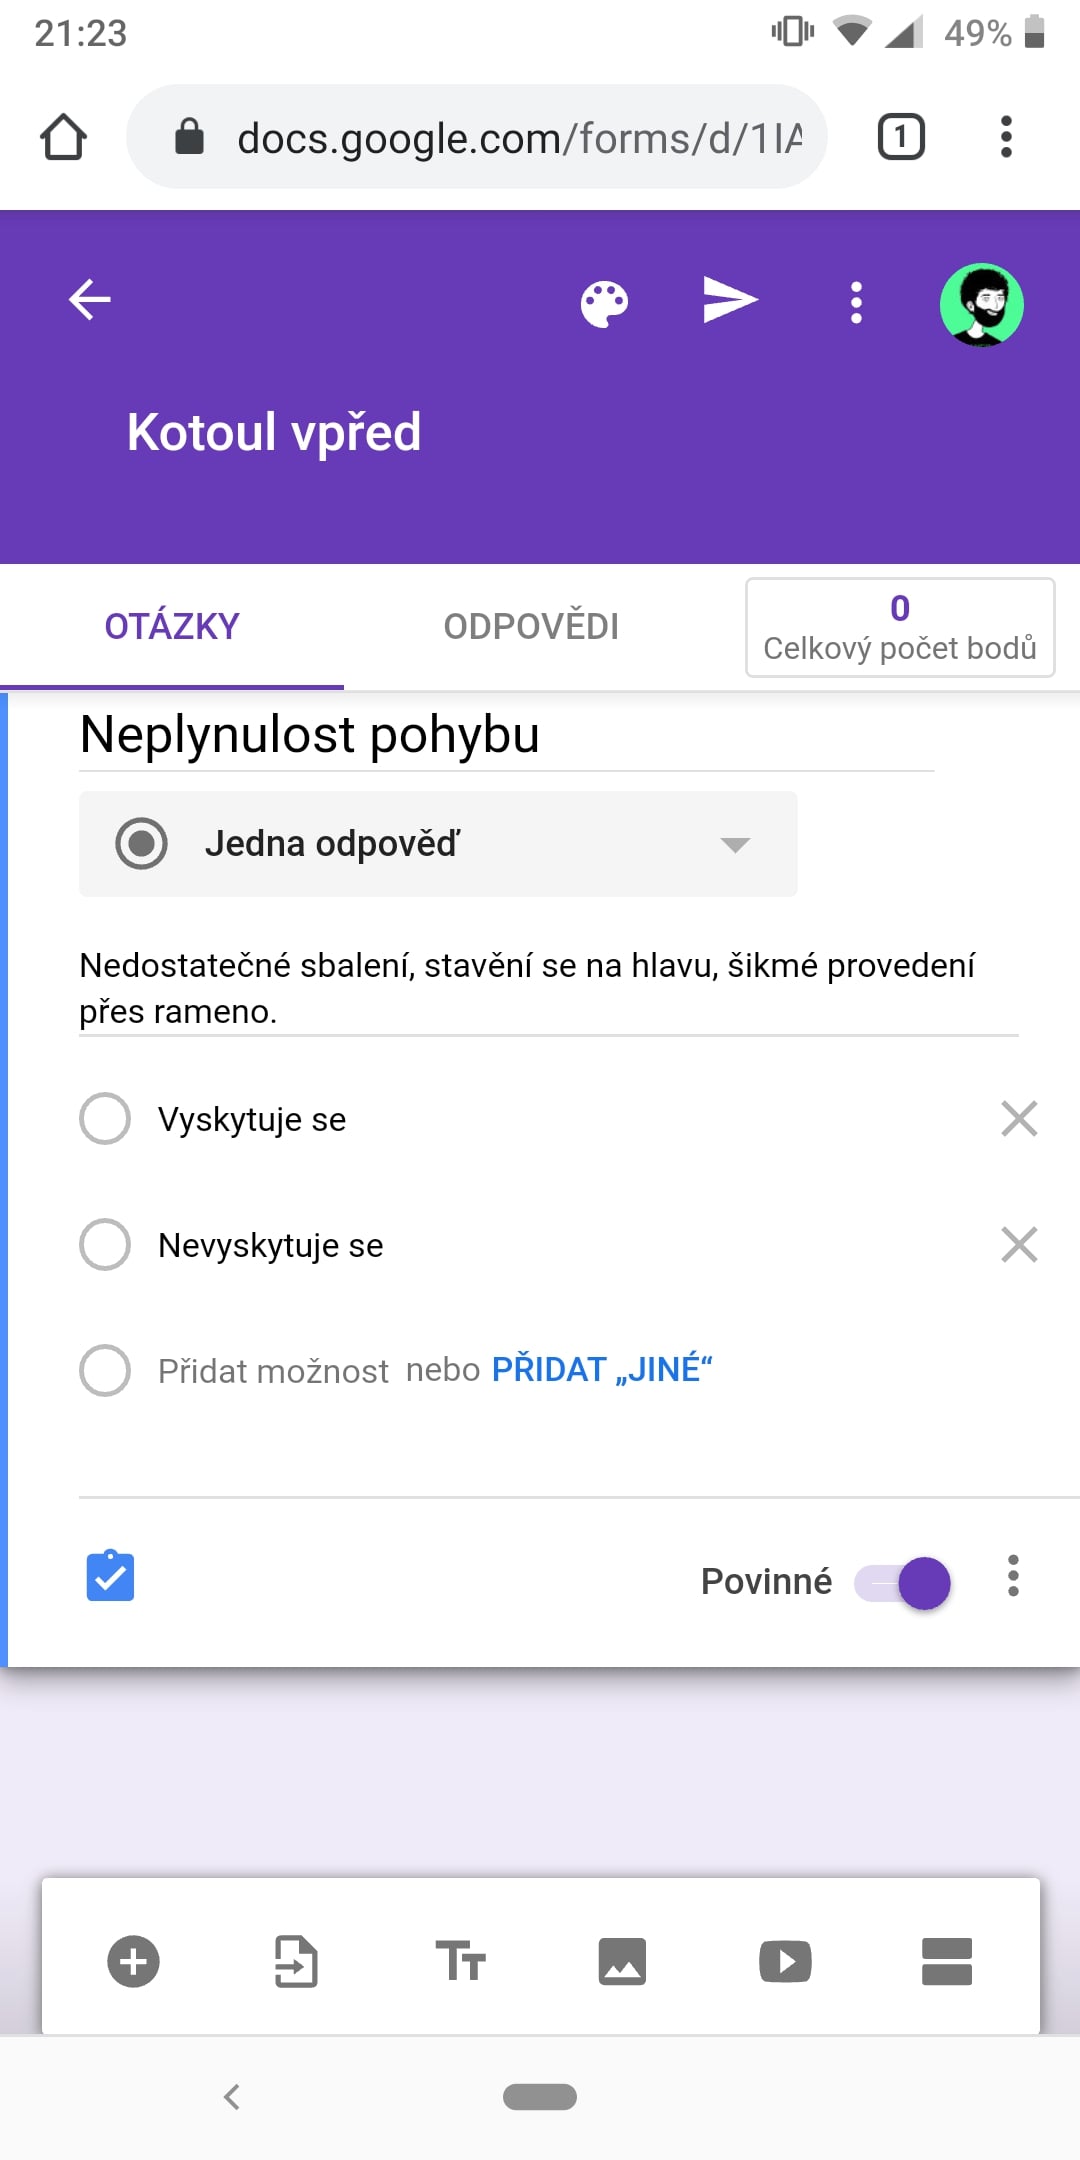 21:23
49%
docs.google.com/forms/d/1IA
1
Kotoul vpřed
OTÁZKY
ODPOVĚDI
0
Celkový počet bodů
Neplynulost pohybu
Jedna odpověď
Nedostatečné sbalení, stavění se na hlavu, šikmé provedení
přes rameno.
Vyskytuje se
Nevyskytuje se
Přidat možnost nebo PŘIDAT „JINÉ“
Povinné